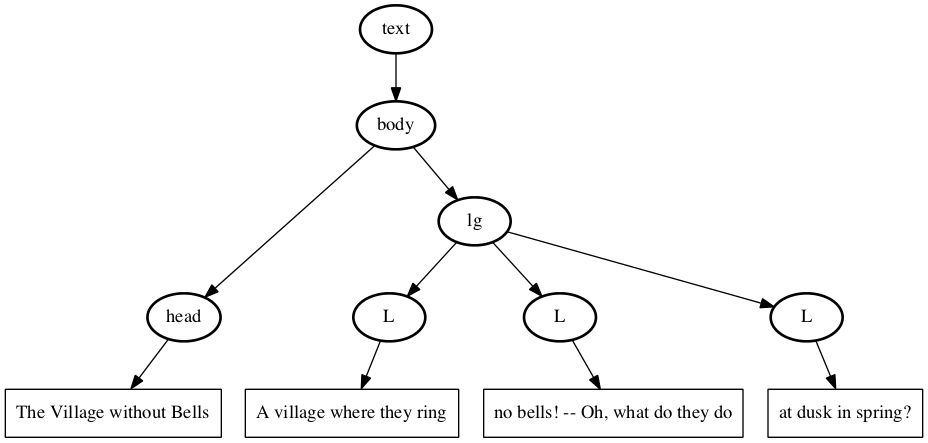 text
body
lg
head
L
L
L
The Village without Bells
A village where they ring
no bells! -- Oh, what do they do
at dusk in spring?